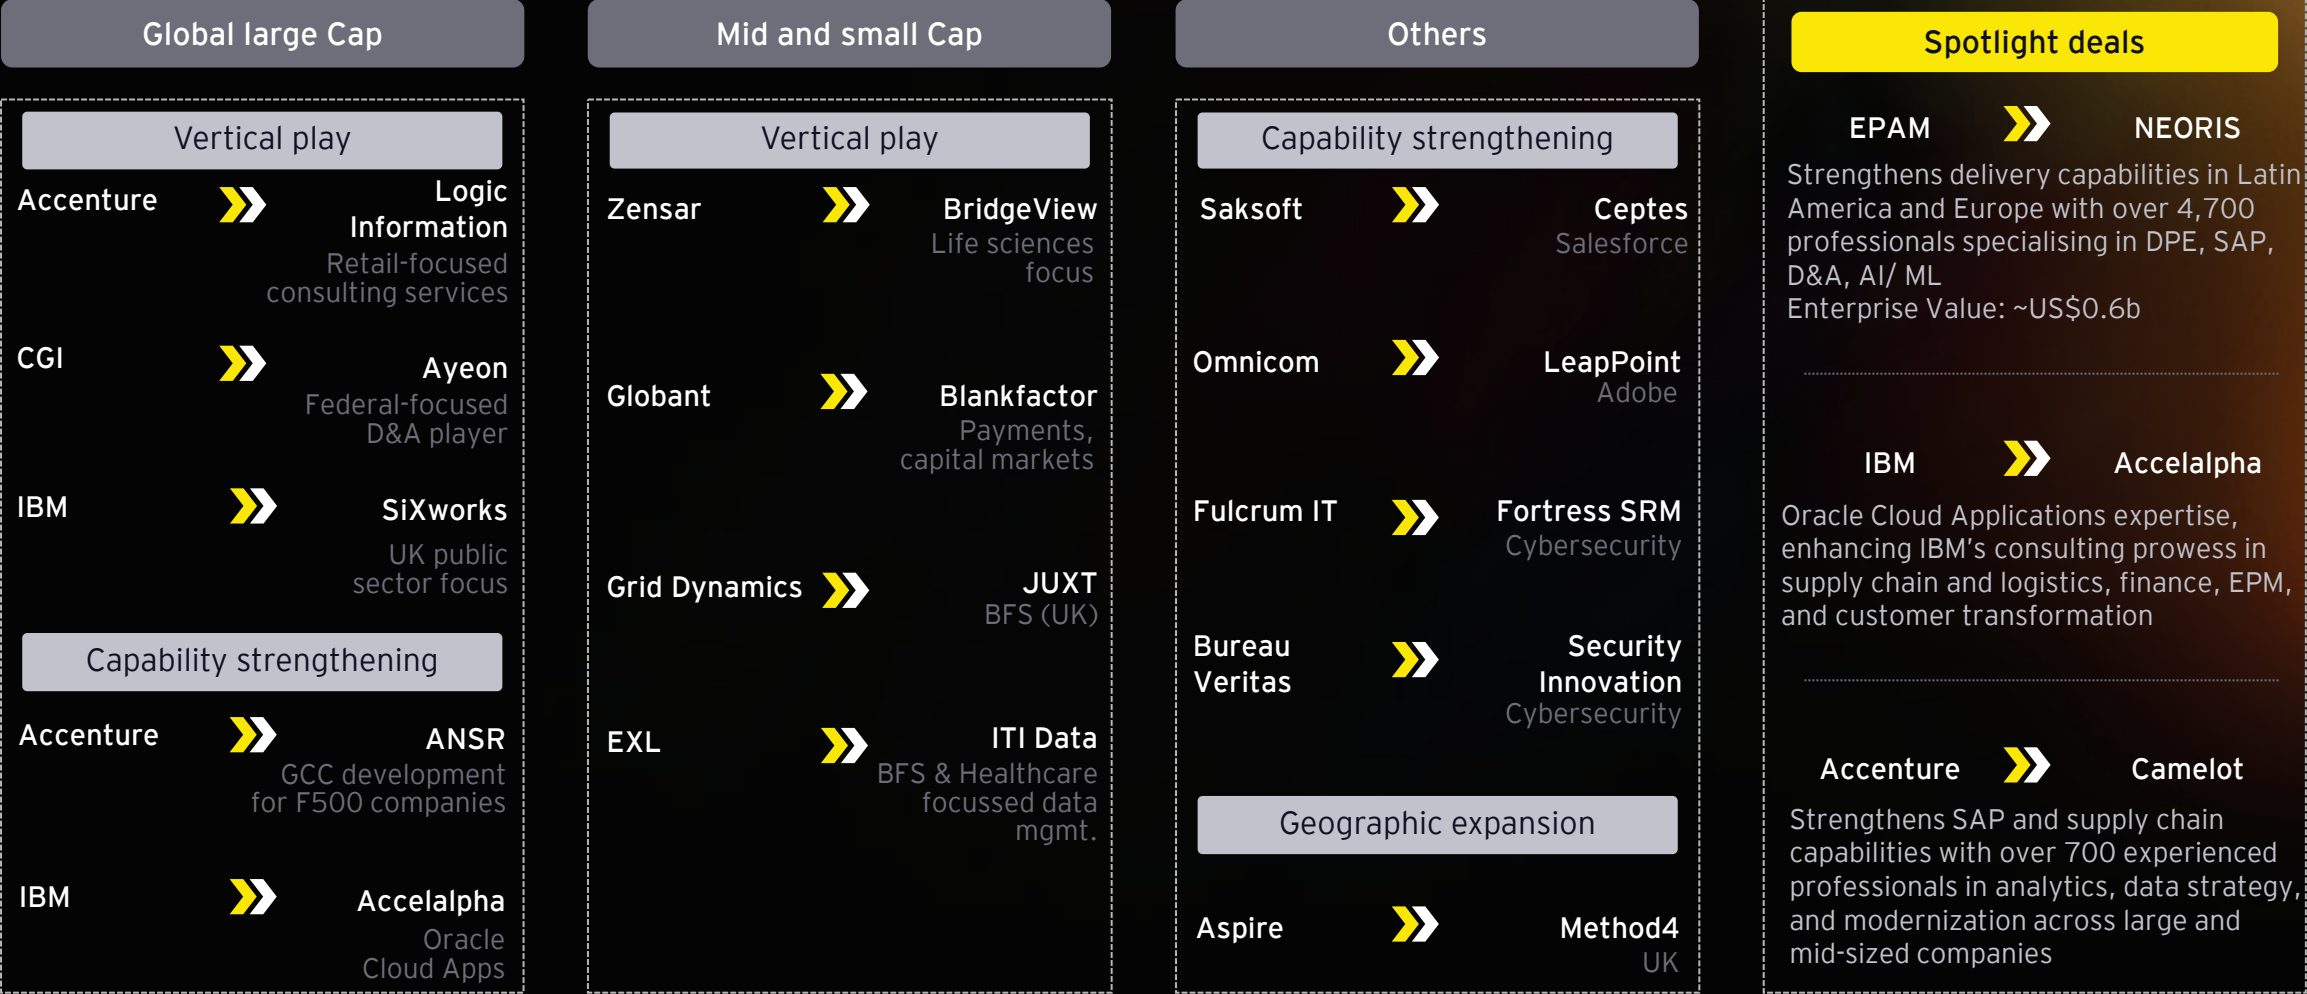 Global large Cap
Vertical play
Accenture
Logic
Information
Retail-focused
consulting services
CGI
Ayeon
Federal-focused
D&A player
IBM
SiXworks
UK public
sector focus
Capability strengthening
Accenture
ANSR
GCC development
for F500 companies
IBM
Accelalpha
Oracle
Cloud Apps
Mid and small Cap
Vertical play
Zensar
BridgeView
Life sciences
focus
Globant
Blankfactor
Payments,
capital markets
Grid Dynamics
JUXT
BFS (UK)
EXL
ITI Data
BFS & Healthcare
focussed data
mgmt.
Others
Capability strengthening
Saksoft
Ceptes
Salesforce
Omnicom
LeapPoint
Adobe
Fulcrum IT
Fortress SRM
Cybersecurity
Bureau
Veritas
Security
Innovation
Cybersecurity
Geographic expansion
Aspire
Method4
UK
Spotlight deals
EPAM
NEORIS
Strengthens delivery capabilities in Latin
America and Europe with over 4,700
professionals specialising in DPE, SAP,
D&A, AI/ ML
Enterprise Value: ~US$0.6b
IBM
Accelalpha
Oracle Cloud Applications expertise,
enhancing IBM's consulting prowess in
supply chain and logistics, finance, EPM,
and customer transformation
Accenture
Camelot
Strengthens SAP and supply chain
capabilities with over 700 experienced
professionals in analytics, data strategy,
and modernization across large and
mid-sized companies